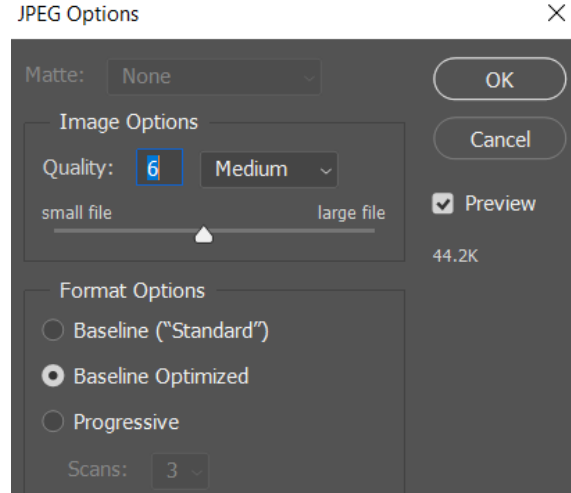 JPEG Options
Matte: None
OK
Image Options
Cancel
Quality: 6 Medium
small file large file
Preview
44.2K
Format Options
Baseline (“Standard”)
Baseline Optimized
Progressive
Scans: 3